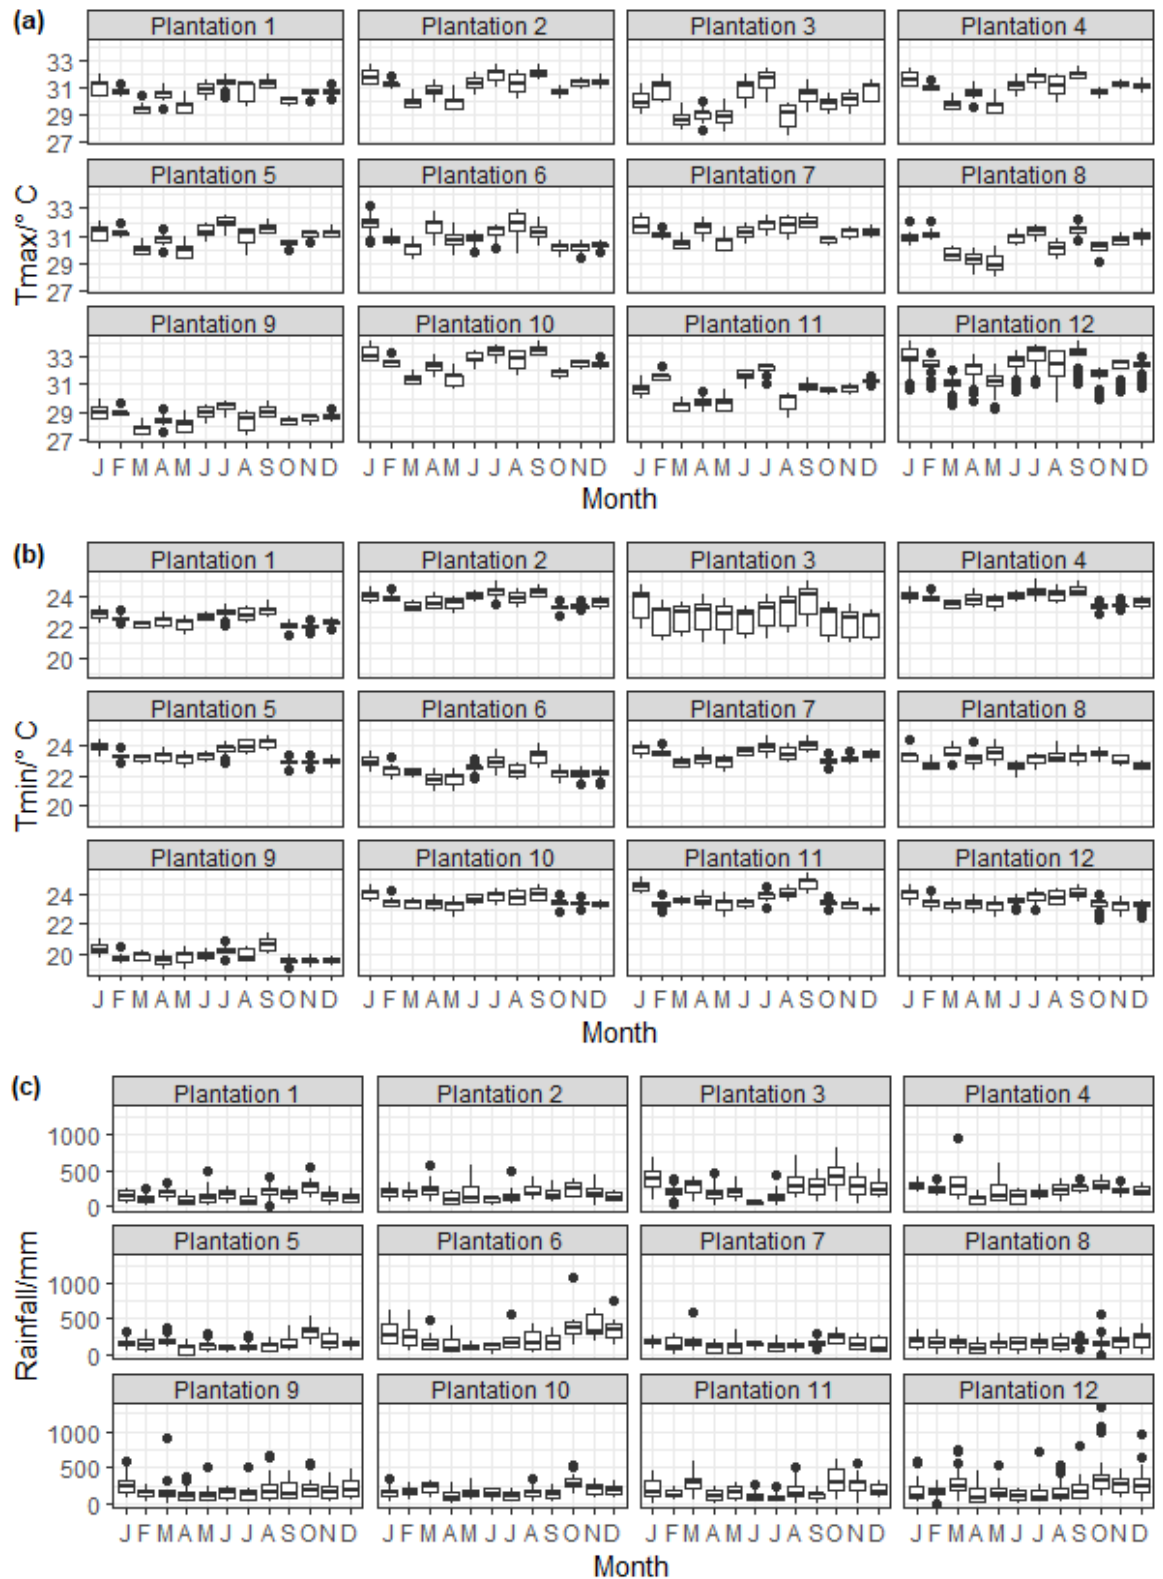 (a)
Plantation 1 Plantation 2 Plantation 3 Plantation 4
33
31
29
27
Plantation 5 Plantation 6 Plantation 7 Plantation 8
33
31
29
27
Plantation 9 Plantation 10 Plantation 11 Plantation 12
33
31
29
27
Tmax/° C
J F M A M J J A S O N D J F M A M J J A S O N D J F M A M J J A S O N D J F M A M J J A S O N D
Month
(b)
Plantation 1 Plantation 2 Plantation 3 Plantation 4
24
22
20
Plantation 5 Plantation 6 Plantation 7 Plantation 8
24
22
20
Plantation 9 Plantation 10 Plantation 11 Plantation 12
24
22
20
Tmin/° C
J F M A M J J A S O N D J F M A M J J A S O N D J F M A M J J A S O N D J F M A M J J A S O N D
Month
(c)
Plantation 1 Plantation 2 Plantation 3 Plantation 4
1000
500
0
Plantation 5 Plantation 6 Plantation 7 Plantation 8
1000
500
0
Plantation 9 Plantation 10 Plantation 11 Plantation 12
1000
500
0
Rainfall/mm
J F M A M J J A S O N D J F M A M J J A S O N D J F M A M J J A S O N D J F M A M J J A S O N D
Month